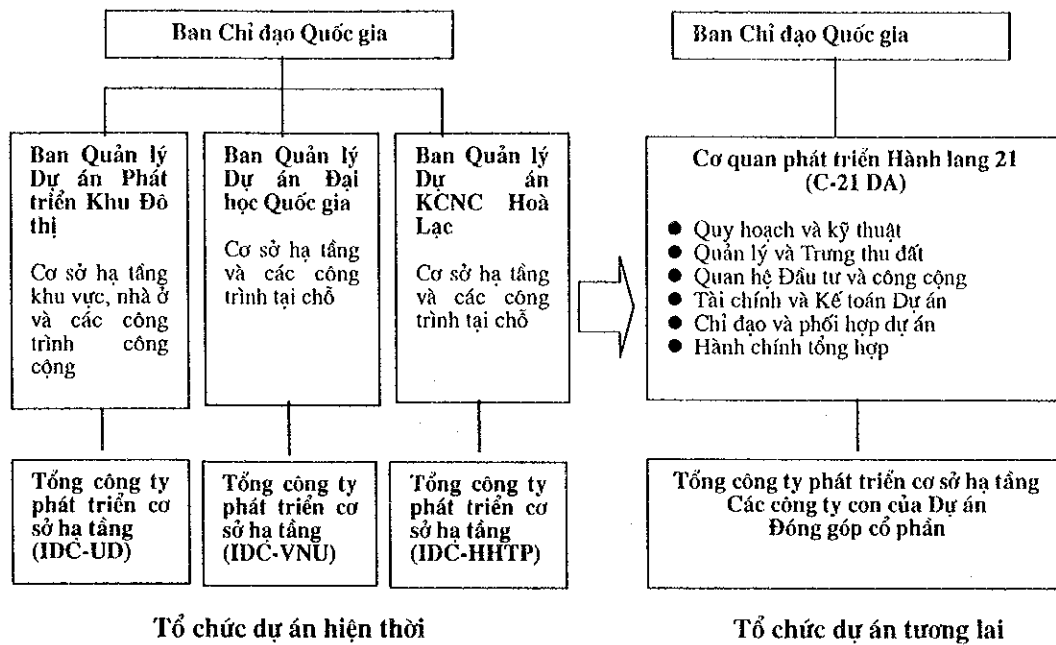 Ban Chỉ đạo Quốc gia
Ban Quản lý
Dự án Phát
triển Khu Đô
thị
Cơ sở hạ tầng
khu vực, nhà ở
và các công
trình công
cộng
Ban Quản lý
Dự án Đại
học Quốc gia
Cơ sở hạ tầng
và các công
trình tại chỗ
Ban Quản lý
Dự án
KCNC Hoà
Lạc
Cơ sở hạ tầng
và các công
trình tại chỗ
Tổng công ty
phát triển cơ
sở hạ tầng
(IDC-UD)
Tổng công ty
phát triển cơ
sở hạ tầng
(IDC-VNU)
Tổng công ty
phát triển cơ
sở hạ tầng
(IDC-HHTP)
Tổ chức dự án hiện thời
Ban Chỉ đạo Quốc gia
Cơ quan phát triển Hành lang 21
(C-21 DA)
● Quy hoạch và kỹ thuật
● Quản lý và Trưng thu đất
● Quan hệ Đầu tư và công cộng
● Tài chính và Kế toán Dự án
● Chỉ đạo và phối hợp dự án
● Hành chính tổng hợp
Tổng công ty phát triển cơ sở hạ tầng
Các công ty con của Dự án
Đóng góp cổ phần
Tổ chức dự án tương lai